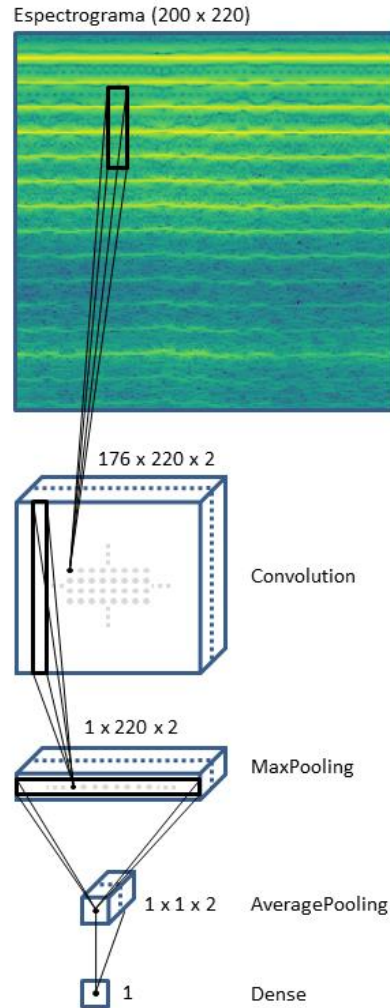 Espectrograma (200 x 220)
176 x 220 x 2
Convolution
1 x 220 x 2
MaxPooling
1 x 1 x 2
AveragePooling
1
Dense